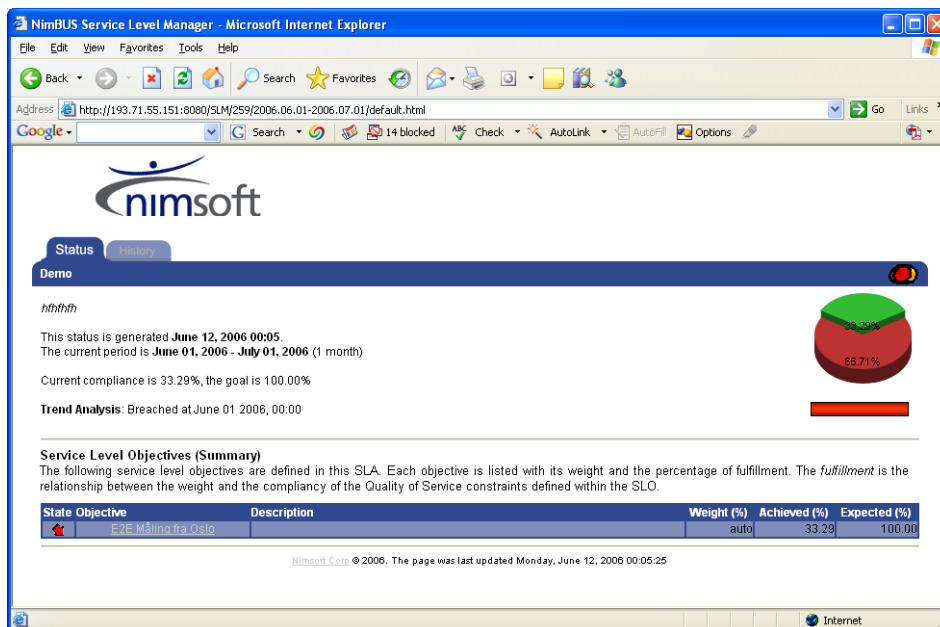 NimBUS Service Level Manager - Microsoft Internet Explorer
File Edit View Favorites Tools Help
Back Search Favorites
Address http://193.71.55.151:8080/SLM/259/2006.06.01-2006.07.01/default.html Go Links
Google Search 14 blocked Check AutoLink AutoFill Options
nimsoft
Status History
Demo
hfhfhfh
This status is generated June 12, 2006 00:05.
The current period is June 01, 2006 - July 01, 2006 (1 month)
Current compliance is 33.29%, the goal is 100.00%
Trend Analysis: Breached at June 01 2006, 00:00
33.29%
66.71%
Service Level Objectives (Summary)
The following service level objectives are defined in this SLA. Each objective is listed with its weight and the percentage of fulfillment. The fulfillment is the
relationship between the weight and the compliancy of the Quality of Service constraints defined within the SLO.
State Objective Description Weight (%) Achieved (%) Expected (%)
E2E Måling fra Oslo auto 33.29 100.00
Nimsoft Corp © 2006. The page was last updated Monday, June 12, 2006 00:05:25
Internet